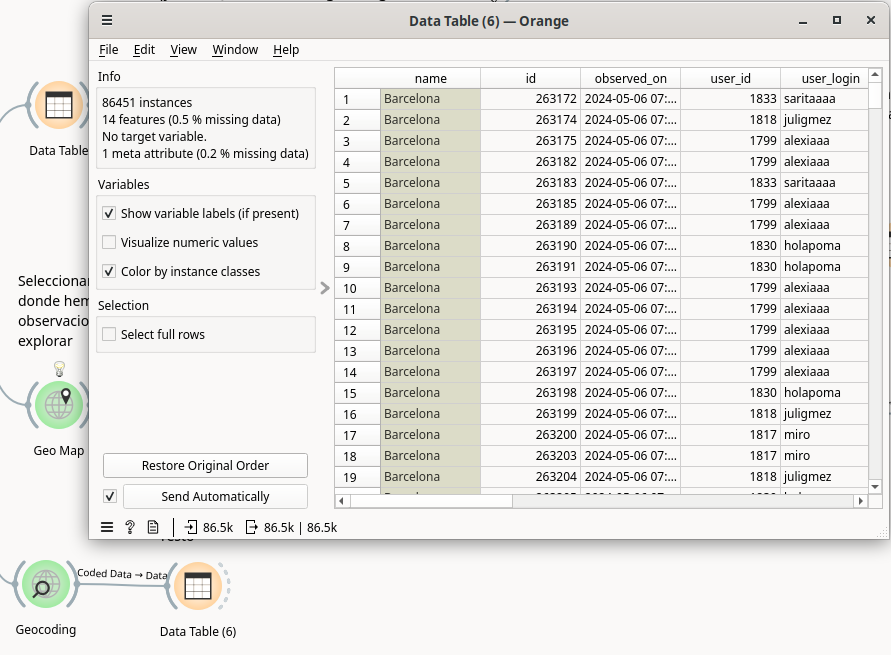 Data Table (6) — Orange
File Edit View Window Help
Info
86451 instances
14 features (0.5 % missing data)
No target variable.
1 meta attribute (0.2 % missing data)
Variables
Show variable labels (if present)
Visualize numeric values
Color by instance classes
Selection
Select full rows
Restore Original Order
Send Automatically
86.5k 86.5k | 86.5k
name id observed_on user_id user_login
1 Barcelona 263172 2024-05-06 07:... 1833 saritaaaa
2 Barcelona 263174 2024-05-06 07:... 1818 juligmez
3 Barcelona 263175 2024-05-06 07:... 1799 alexiaaa
4 Barcelona 263182 2024-05-06 07:... 1799 alexiaaa
5 Barcelona 263183 2024-05-06 07:... 1833 saritaaaa
6 Barcelona 263185 2024-05-06 07:... 1799 alexiaaa
7 Barcelona 263189 2024-05-06 07:... 1799 alexiaaa
8 Barcelona 263190 2024-05-06 07:... 1830 holapoma
9 Barcelona 263191 2024-05-06 07:... 1830 holapoma
10 Barcelona 263193 2024-05-06 07:... 1799 alexiaaa
11 Barcelona 263194 2024-05-06 07:... 1799 alexiaaa
12 Barcelona 263195 2024-05-06 07:... 1799 alexiaaa
13 Barcelona 263196 2024-05-06 07:... 1799 alexiaaa
14 Barcelona 263197 2024-05-06 07:... 1799 alexiaaa
15 Barcelona 263198 2024-05-06 07:... 1830 holapoma
16 Barcelona 263199 2024-05-06 07:... 1818 juligmez
17 Barcelona 263200 2024-05-06 07:... 1817 miro
18 Barcelona 263203 2024-05-06 07:... 1817 miro
19 Barcelona 263204 2024-05-06 07:... 1818 juligmez
Data Table
Seleccionar
donde hem
observacio
explorar
Geo Map
Coded Data → Data
Geocoding
Data Table (6)